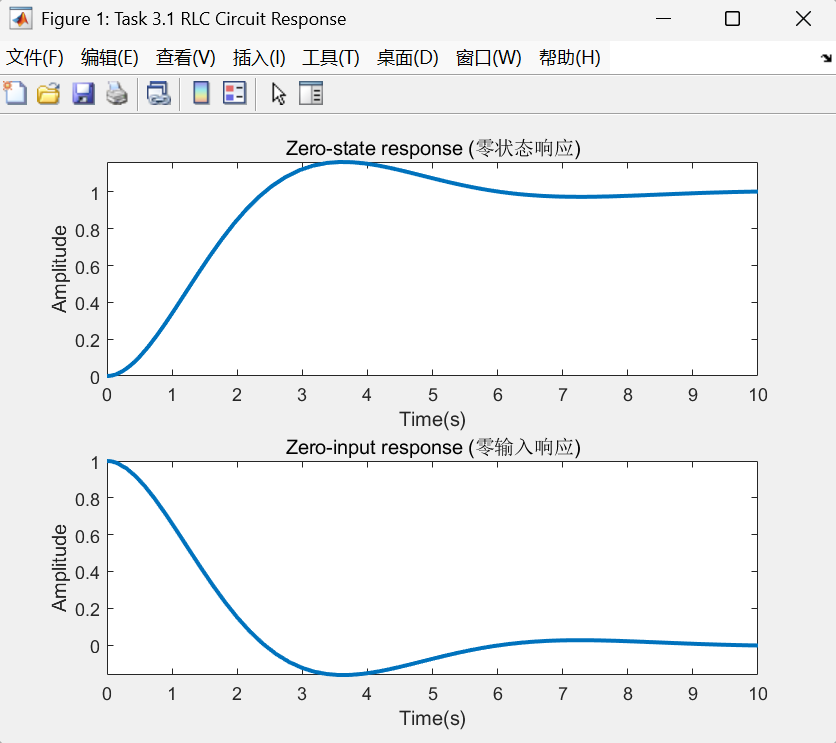 Figure 1: Task 3.1 RLC Circuit Response
文件(F) 编辑(E) 查看(V) 插入(I) 工具(T) 桌面(D) 窗口(W) 帮助(H)
Zero-state response (零状态响应)
Amplitude
1
0.8
0.6
0.4
0.2
0
0 1 2 3 4 5 6 7 8 9 10
Time(s)
Zero-input response (零输入响应)
Amplitude
1
0.8
0.6
0.4
0.2
0
0 1 2 3 4 5 6 7 8 9 10
Time(s)